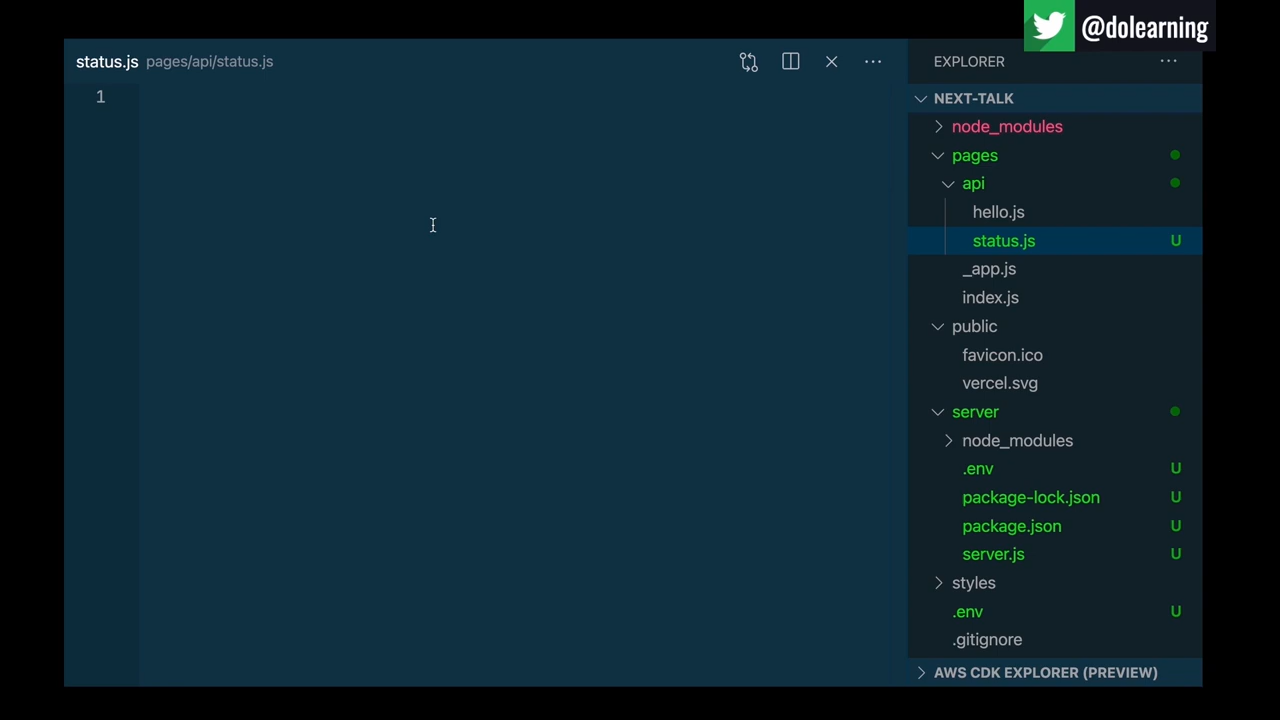 @dolearning
status.js pages/api/status.js
1
EXPLORER
NEXT-TALK
node_modules
pages
api
hello.js
status.js U
_app.js
index.js
public
favicon.ico
vercel.svg
server
node_modules
.env U
package-lock.json U
package.json U
server.js U
styles
.env U
.gitignore
AWS CDK EXPLORER (PREVIEW)